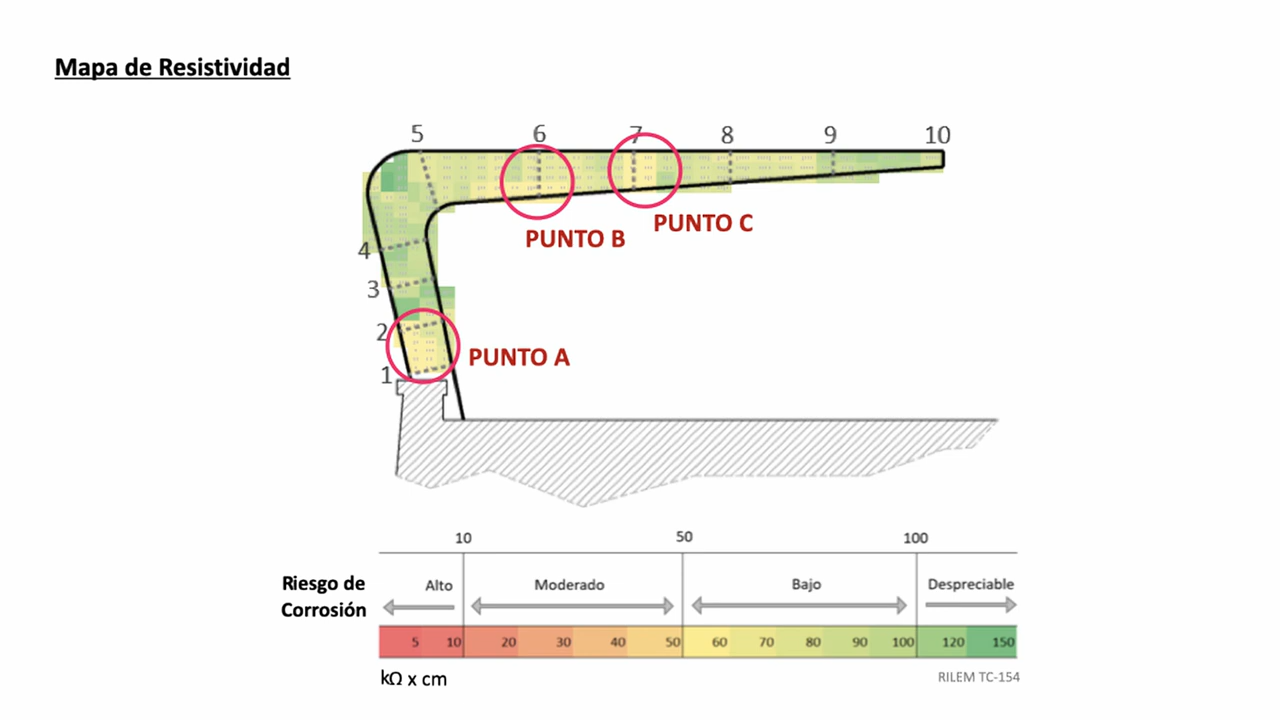 Mapa de Resistividad
5 6 7 8 9 10
PUNTO C
PUNTO B
4
3
2
PUNTO A
1
10 50 100
Riesgo de
Corrosión
Alto Moderado Bajo Despreciable
5 10 20 30 40 50 60 70 80 90 100 120 150
kΩ x cm
RILEM TC-154